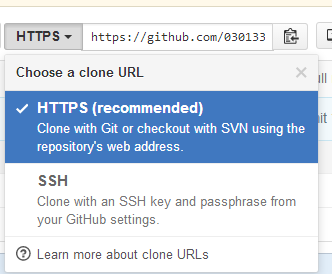 HTTPS https://github.com/030133
Choose a clone URL
HTTPS (recommended)
Clone with Git or checkout with SVN using the
repository's web address.
SSH
Clone with an SSH key and passphrase from
your GitHub settings.
Learn more about clone URLs